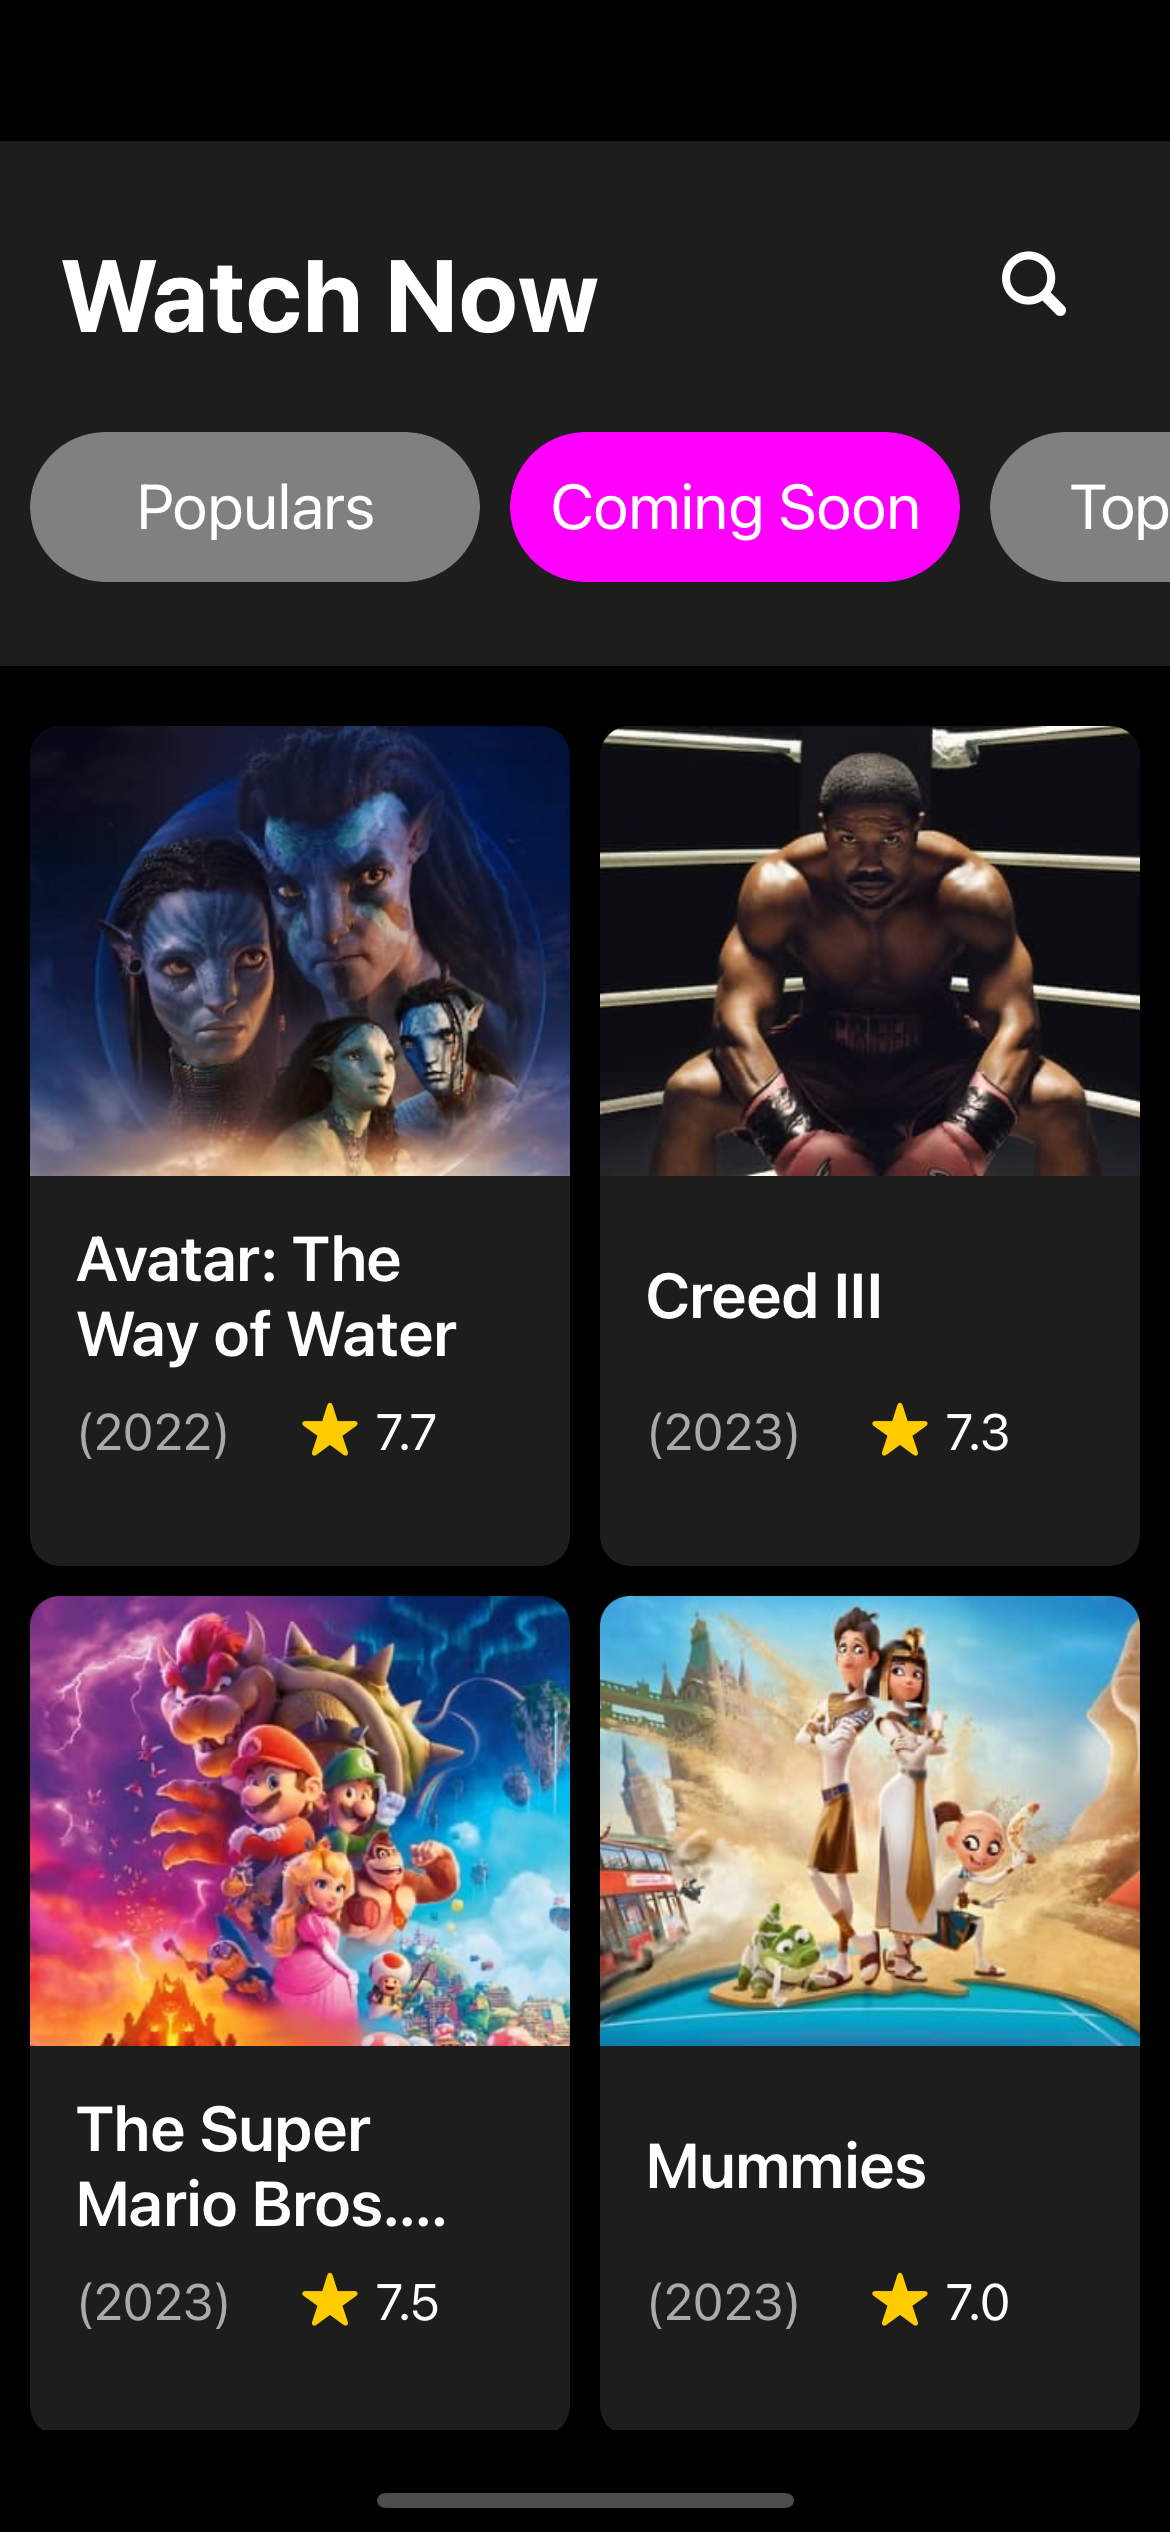 Watch Now
Populars
Coming Soon
Top
Avatar: The
Way of Water
(2022)
7.7
Creed III
(2023)
7.3
The Super
Mario Bros....
(2023)
7.5
Mummies
(2023)
7.0